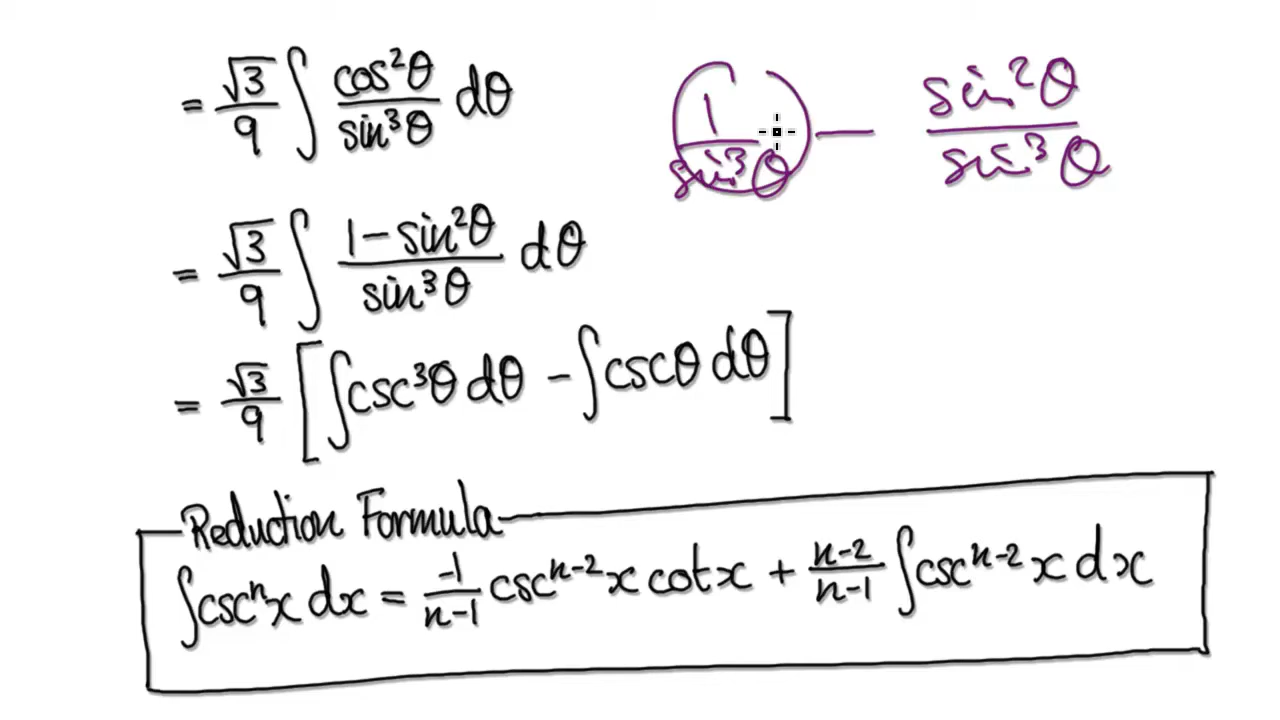 = √3/9 ∫ cos²θ/sin³θ dθ
1/sin³θ — sin²θ/sin³θ
= √3/9 ∫ 1-sin²θ/sin³θ dθ
= √3/9 [∫csc³θ dθ - ∫cscθ dθ]
Reduction Formula
∫cscⁿx dx = -1/n-1 cscⁿ⁻²x cotx + n-2/n-1 ∫cscⁿ⁻²x dx